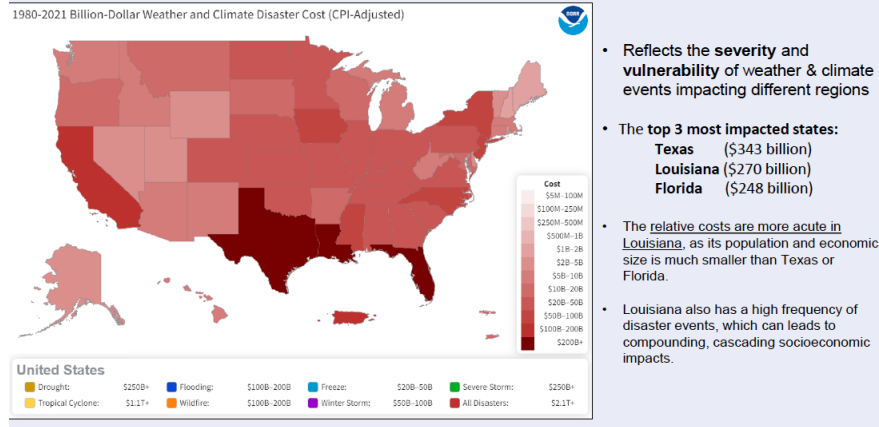 1980-2021 Billion-Dollar Weather and Climate Disaster Cost (CPI-Adjusted)
NOAA
Cost
$5M-100M
$100M-250M
$250M-500M
$500M-1B
$1B-2B
$2B-5B
$5B-10B
$10B-20B
$20B-50B
$50B-100B
$100B-200B
$200B+
United States
Drought: $250B+ Flooding: $100B-200B Freeze: $20B-50B Severe Storm: $250B+
Tropical Cyclone: $1.1T+ Wildfire: $100B-200B Winter Storm: $50B-100B All Disasters: $2.1T+
• Reflects the severity and
vulnerability of weather & climate
events impacting different regions
• The top 3 most impacted states:
Texas ($343 billion)
Louisiana ($270 billion)
Florida ($248 billion)
• The relative costs are more acute in
Louisiana, as its population and economic
size is much smaller than Texas or
Florida.
• Louisiana also has a high frequency of
disaster events, which can leads to
compounding, cascading socioeconomic
impacts.